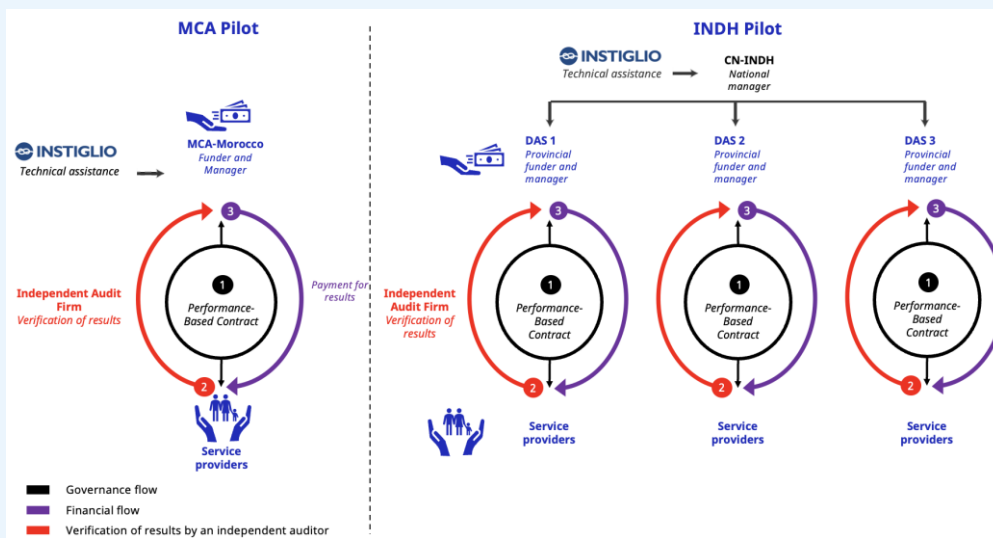 MCA Pilot
INSTIGLIO
Technical assistance
MCA-Morocco
Funder and
Manager
3
1
Performance-
Based Contract
Independent Audit
Firm
Verification of results
Payment for
results
2
Service
providers
Governance flow
Financial flow
Verification of results by an independent auditor
INDH Pilot
INSTIGLIO
Technical assistance
CN-INDH
National
manager
DAS 1
Provincial
funder and
manager
DAS 2
Provincial
funder and
manager
DAS 3
Provincial
funder and
manager
Independent
Audit Firm
Verification of
results
3
1
Performance-
Based
Contract
2
Service
providers
3
1
Performance-
Based
Contract
2
Service
providers
3
1
Performance-
Based
Contract
2
Service
providers